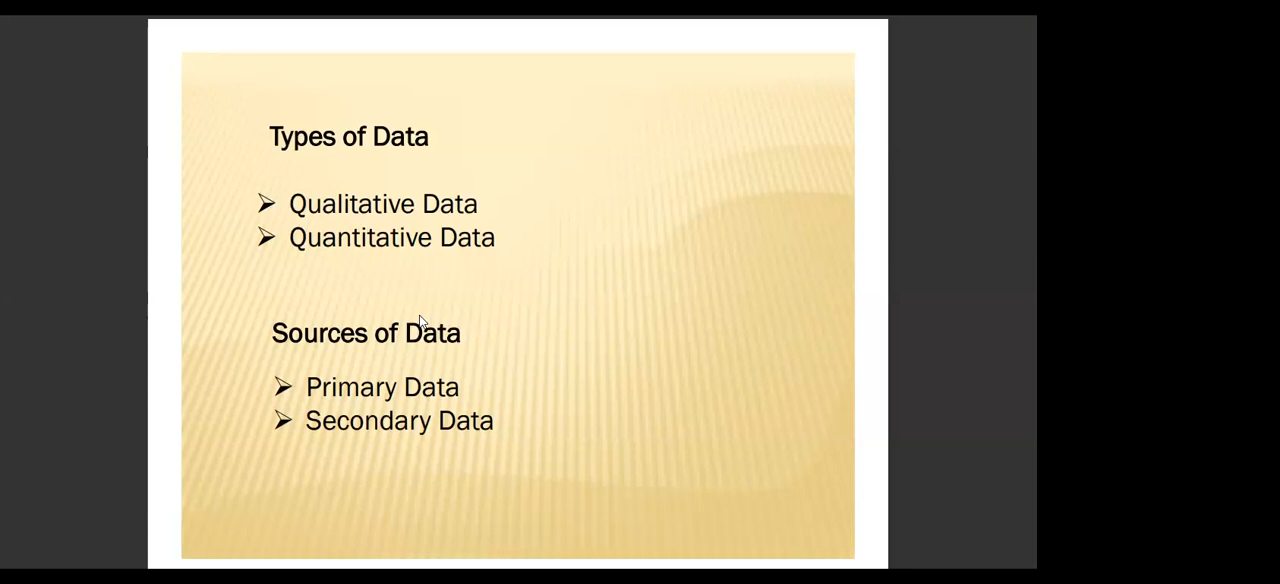 Types of Data
➢ Qualitative Data
➢ Quantitative Data
Sources of Data
➢ Primary Data
➢ Secondary Data